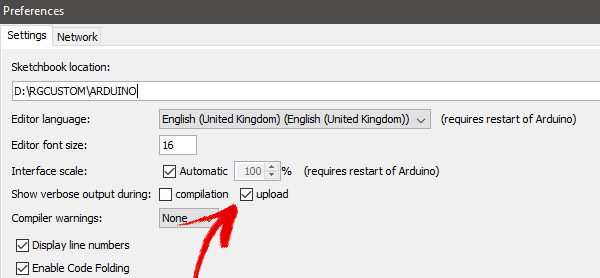 Preferences
Settings Network
Sketchbook location:
D:\RGCUSTOM\ARDUINO
Editor language: English (United Kingdom) (English (United Kingdom)) (requires restart of Arduino)
Editor font size: 16
Interface scale: Automatic 100 % (requires restart of Arduino)
Show verbose output during: compilation upload
Compiler warnings: None
Display line numbers
Enable Code Folding